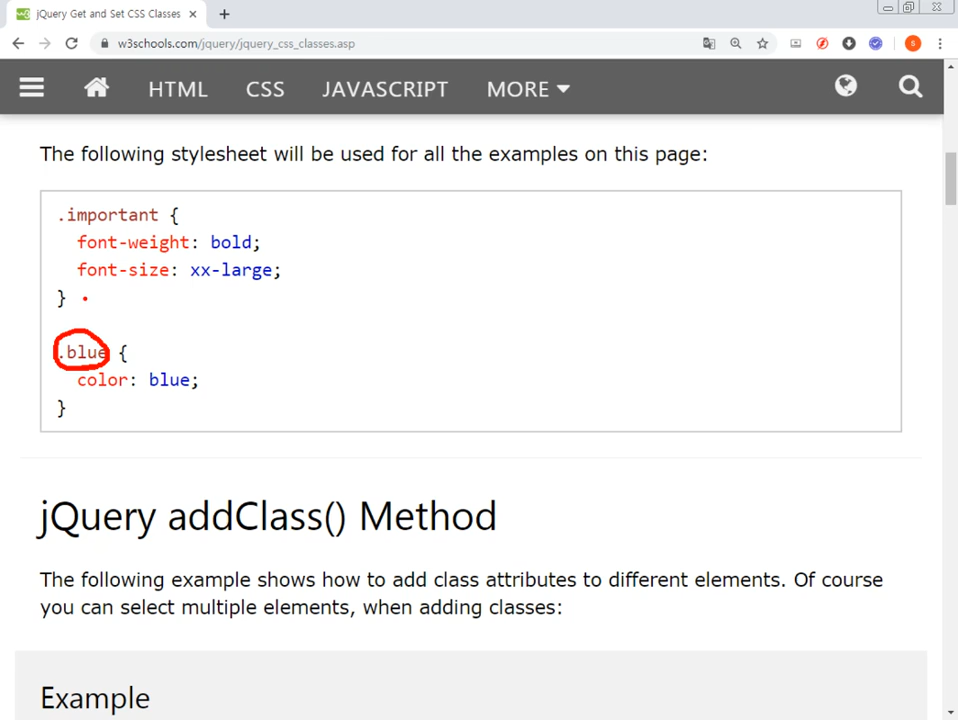 jQuery Get and Set CSS Classes
w3schools.com/jquery/jquery_css_classes.asp
s
HTML CSS JAVASCRIPT MORE
The following stylesheet will be used for all the examples on this page:
.important {
font-weight: bold;
font-size: xx-large;
}
.blue {
color: blue;
}
jQuery addClass() Method
The following example shows how to add class attributes to different elements. Of course
you can select multiple elements, when adding classes:
Example